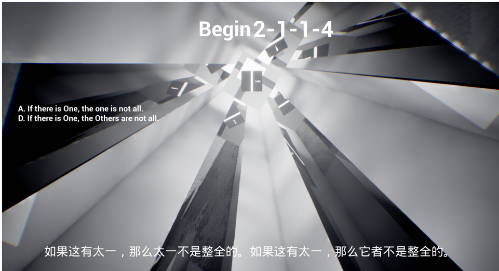 Begin 2-1-1-4
A. If there is One, the one is not all.
D. If there is One, the Others are not all.
如果这有太一，那么太一不是整全的。如果这有太一，那么它者不是整全的。